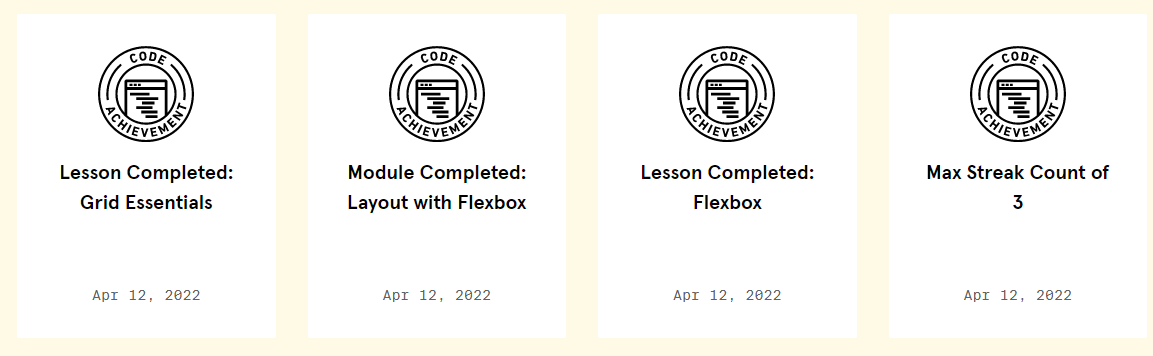 CODE
ACHIEVEMENT
Lesson Completed:
Grid Essentials
Apr 12, 2022
CODE
ACHIEVEMENT
Module Completed:
Layout with Flexbox
Apr 12, 2022
CODE
ACHIEVEMENT
Lesson Completed:
Flexbox
Apr 12, 2022
CODE
ACHIEVEMENT
Max Streak Count of
3
Apr 12, 2022